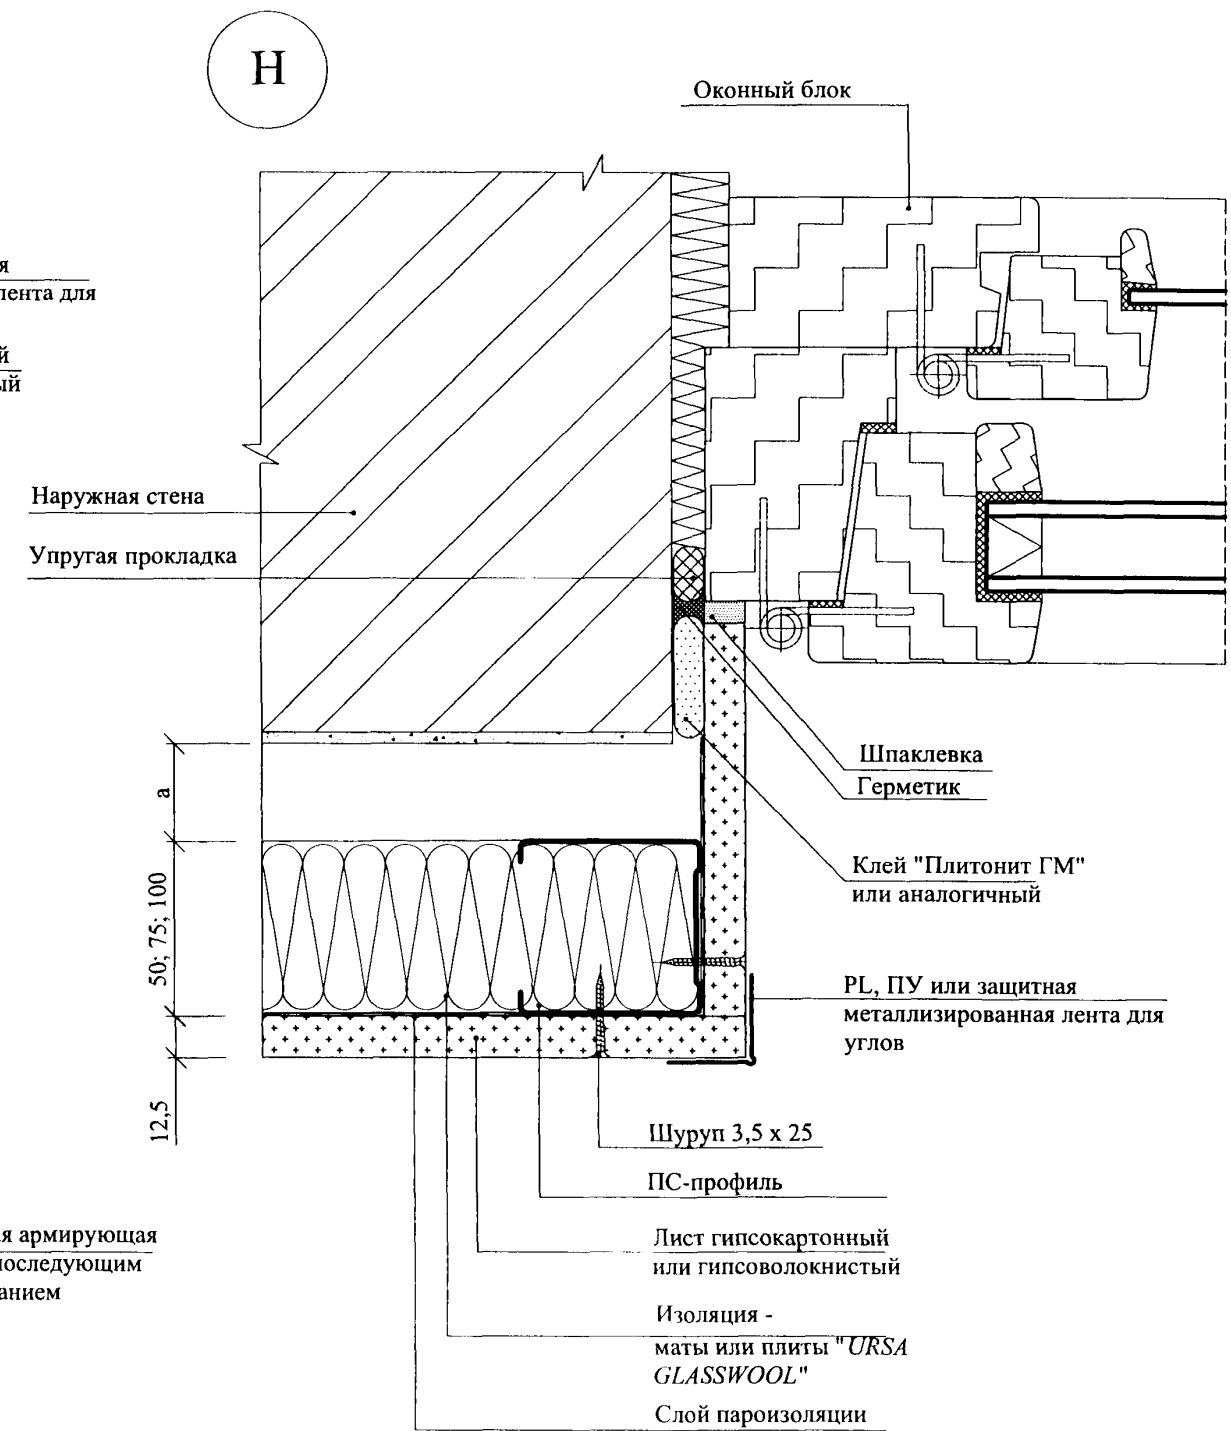 Н
Оконный блок
я
лента для
й
ый
Наружная стена
Упругая прокладка
Шпаклевка
Герметик
а
Клей "Плитонит ГМ"
или аналогичный
50; 75; 100
PL, ПУ или защитная
металлизированная лента для
углов
12,5
Шуруп 3,5 х 25
ПС-профиль
я армирующая
последующим
анием
Лист гипсокартонный
или гипсоволокнистый
Изоляция -
маты или плиты "URSA
GLASSWOOL"
Слой пароизоляции